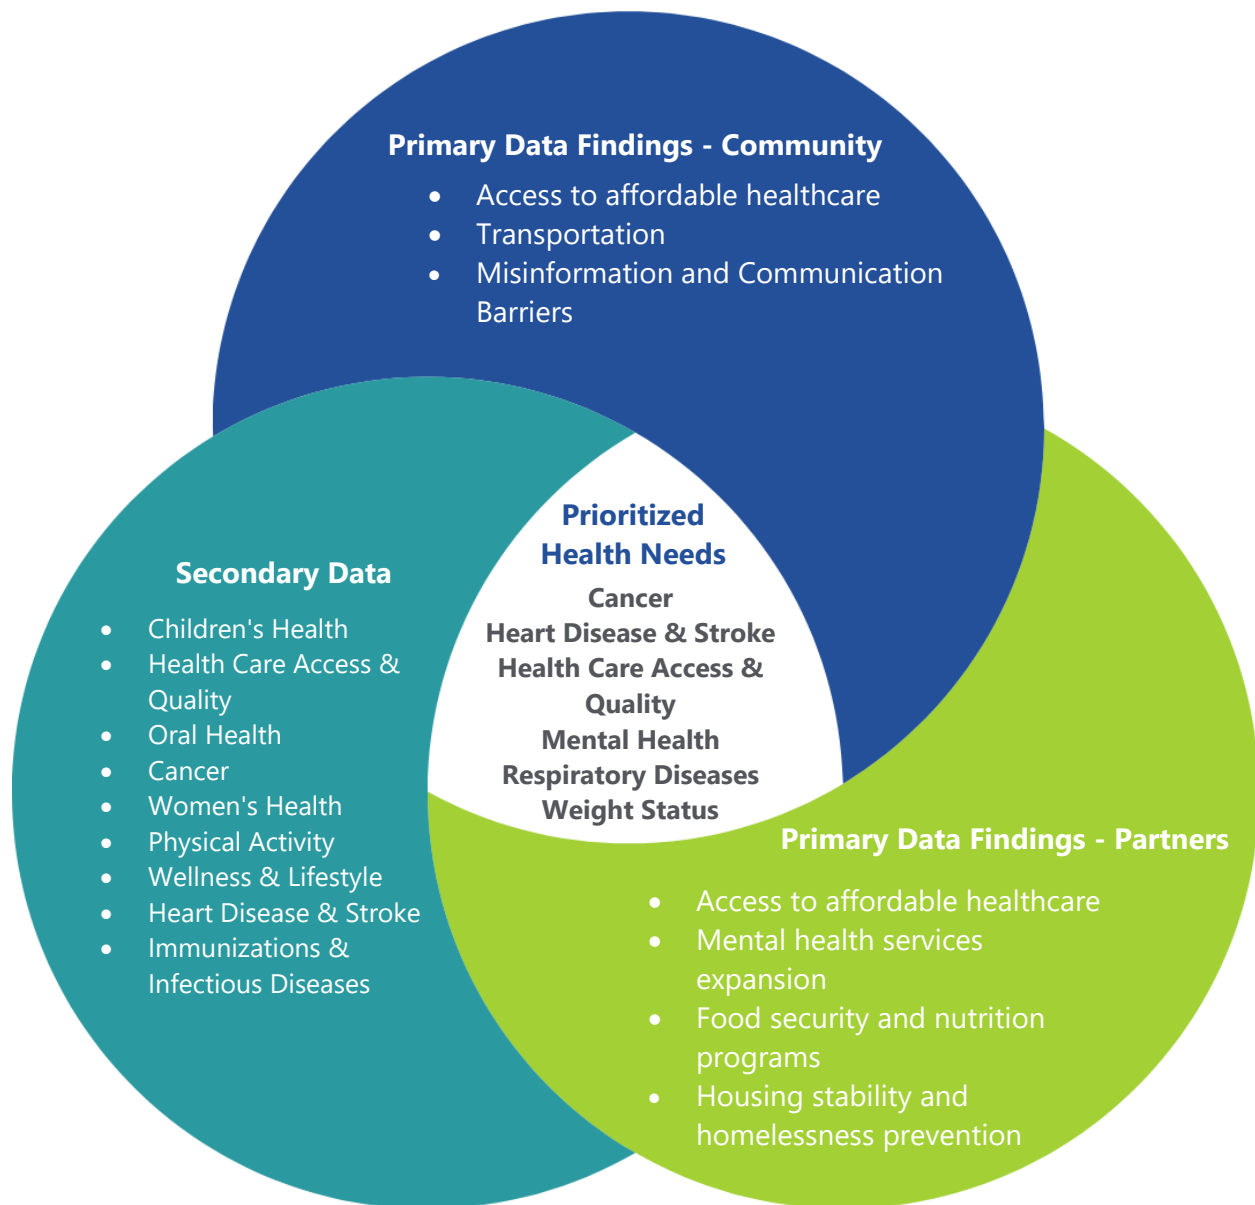 Primary Data Findings - Community
• Access to affordable healthcare
• Transportation
• Misinformation and Communication
Barriers
Prioritized
Health Needs
Cancer
Heart Disease & Stroke
Health Care Access &
Quality
Mental Health
Respiratory Diseases
Weight Status
Secondary Data
• Children's Health
• Health Care Access &
Quality
• Oral Health
• Cancer
• Women's Health
• Physical Activity
• Wellness & Lifestyle
• Heart Disease & Stroke
• Immunizations &
Infectious Diseases
Primary Data Findings - Partners
• Access to affordable healthcare
• Mental health services
expansion
• Food security and nutrition
programs
• Housing stability and
homelessness prevention